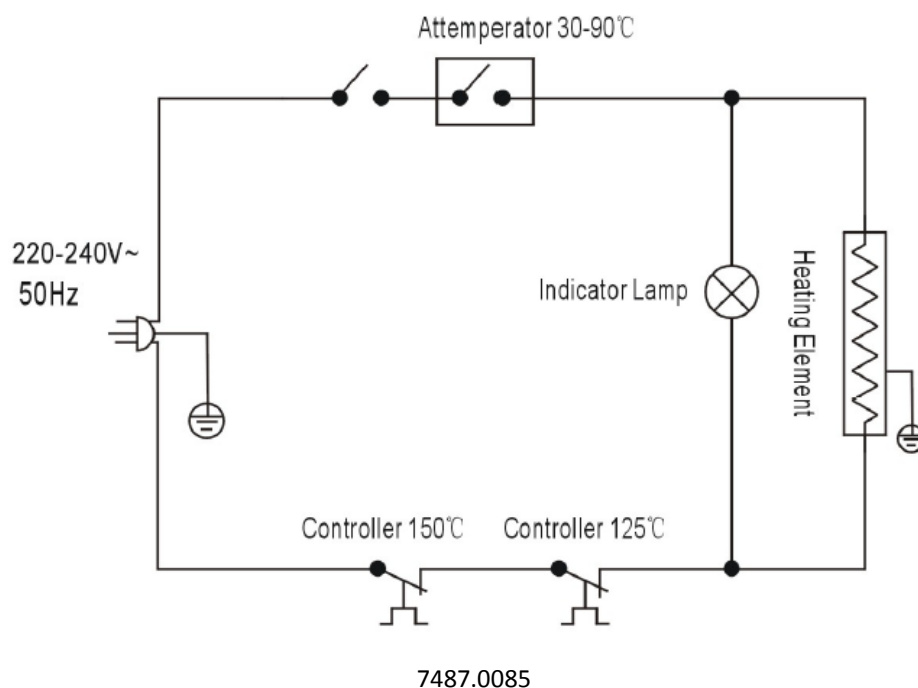 Attemperator 30-90℃
220-240V~
50Hz
Indicator Lamp
Heating Element
Controller 150℃
Controller 125℃
7487.0085